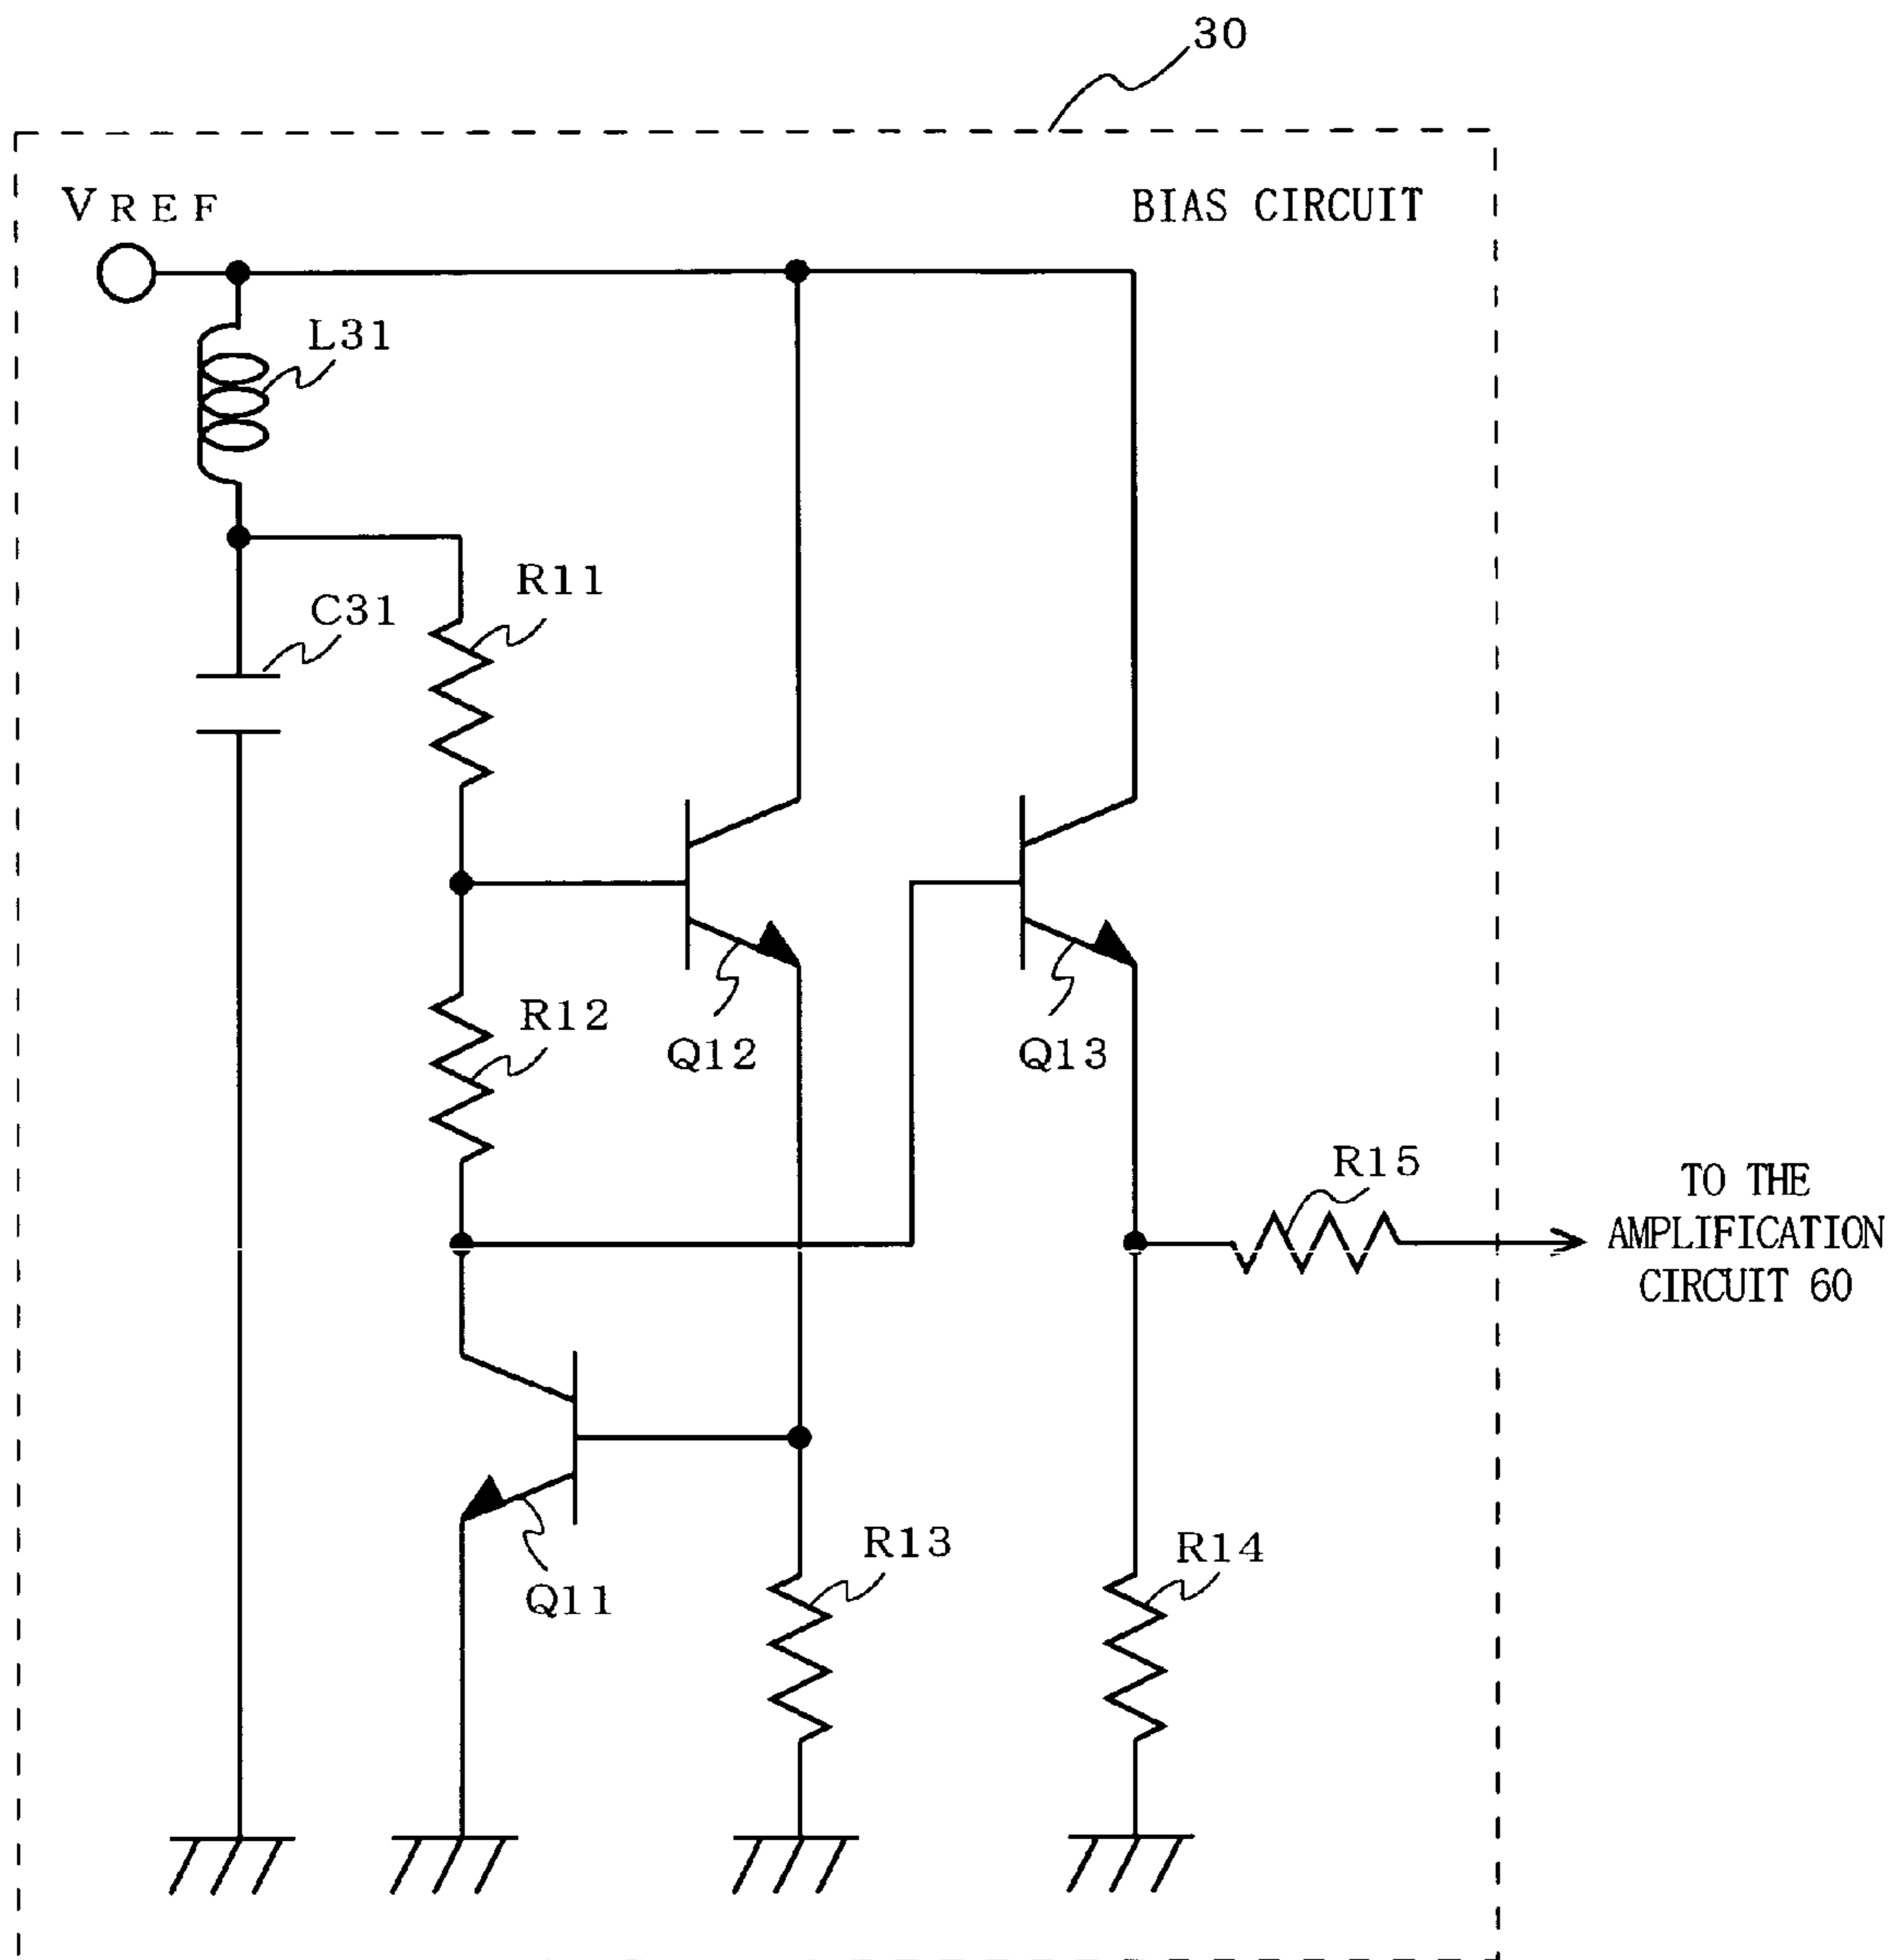 30
VREF
BIAS CIRCUIT
L31
R11
C31
R12
Q12
Q13
R15
TO THE
AMPLIFICATION
CIRCUIT 60
R13
R14
Q11